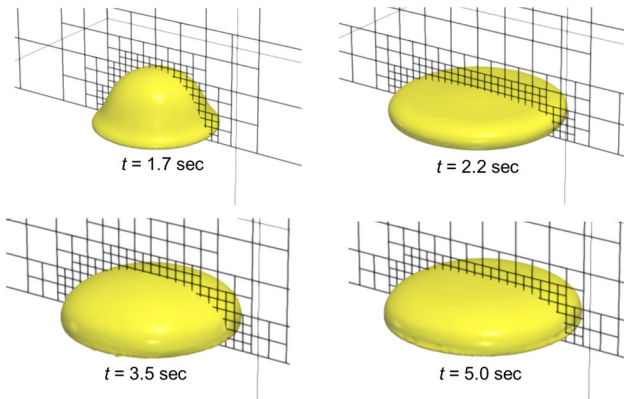 t = 1.7 sec
t = 2.2 sec
t = 3.5 sec
t = 5.0 sec